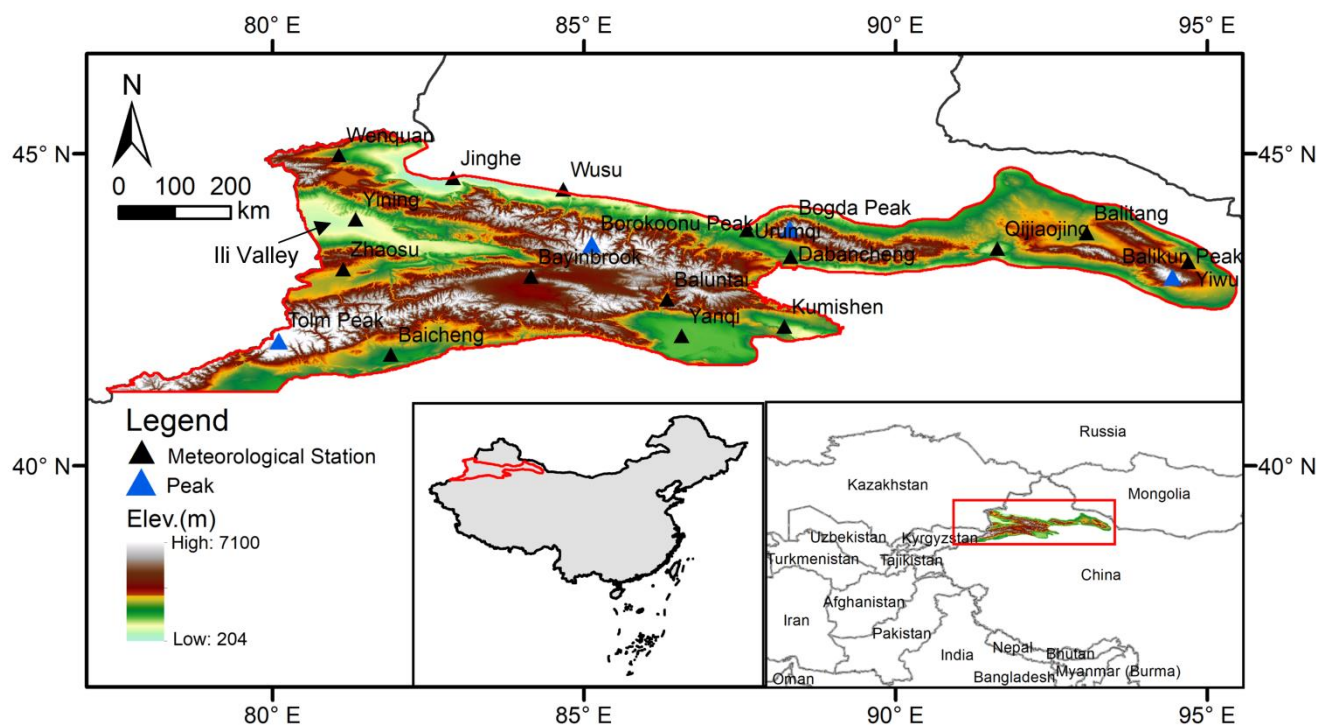 80° E
85° E
90° E
95° E
N
45° N
45° N
0 100 200
km
Wenquan
Jinghe
Wusu
Yining
Ili Valley
Zhaosu
Borokoonu Peak
Bayinbrook
Urumqi
Bogda Peak
Dabancheng
Qijiaojing
Balitang
Balikun Peak
Yiwu
Baluntai
Yanqi
Kumishen
Tolm Peak
Baicheng
Legend
Meteorological Station
Peak
Elev.(m)
High: 7100
Low: 204
40° N
40° N
Russia
Kazakhstan
Mongolia
Uzbekistan
Kyrgyzstan
Turkmenistan
Tajikistan
China
Afghanistan
Iran
Pakistan
India
Nepal
Bhutan
Myanmar (Burma)
Bangladesh
Oman
80° E
85° E
90° E
95° E